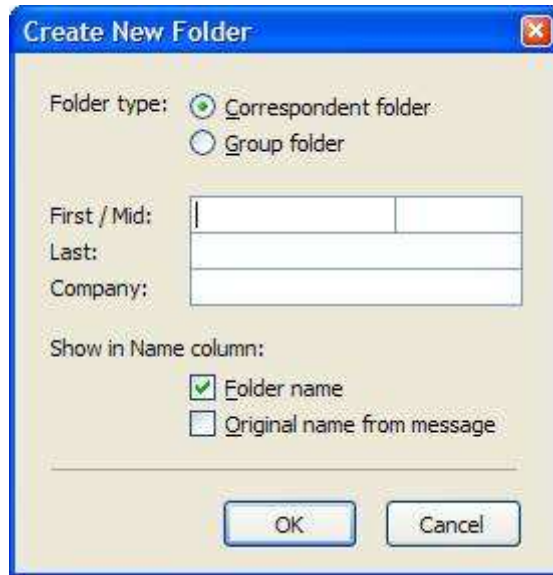 Create New Folder
Folder type: Correspondent folder
Group folder
First / Mid:
Last:
Company:
Show in Name column:
Folder name
Original name from message
OK Cancel